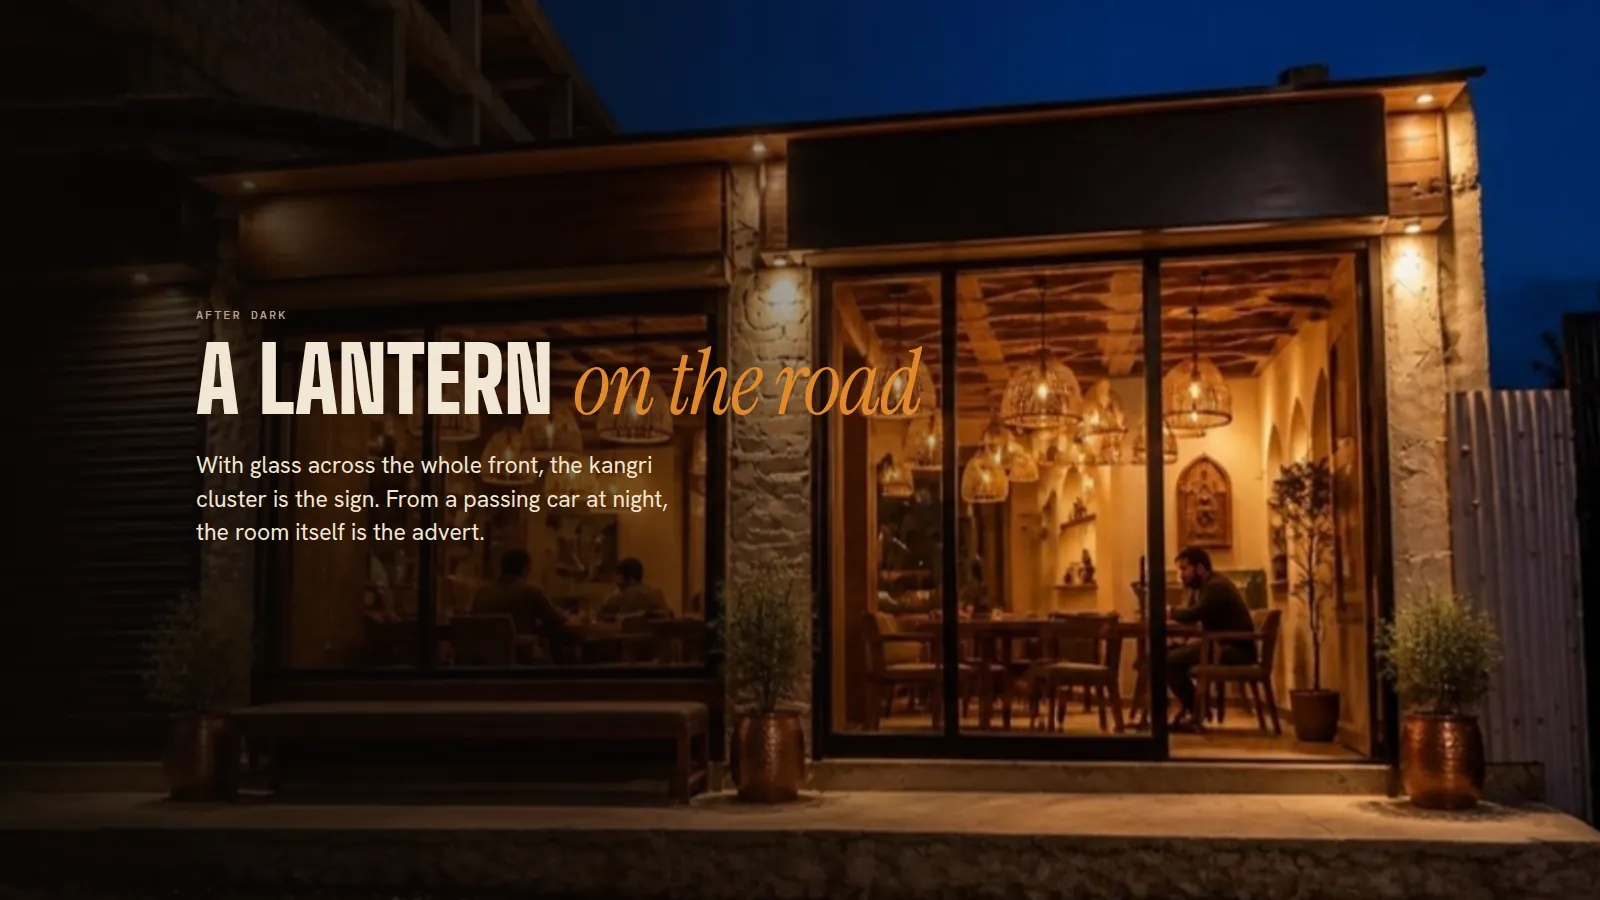 AFTER DARK
A LANTERN on the road
With glass across the whole front, the kangri
cluster is the sign. From a passing car at night,
the room itself is the advert.